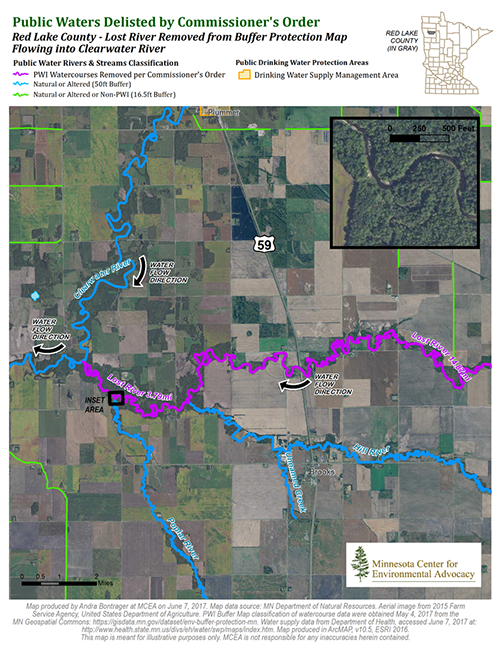 Public Waters Delisted by Commissioner's Order
Red Lake County - Lost River Removed from Buffer Protection Map
Flowing into Clearwater River
RED LAKE
COUNTY
(IN GRAY)
Public Water Rivers & Streams Classification
PWI Watercourses Removed per Commissioner's Order
Natural or Altered (50ft Buffer)
Natural or Altered or Non-PWI (16.5ft Buffer)
Public Drinking Water Protection Areas
Drinking Water Supply Management Area
Plummer
0 250 500 Feet
59
Clearwater River
WATER
FLOW
DIRECTION
WATER
FLOW
DIRECTION
Lost River
Lost River
WATER
FLOW
DIRECTION
INSET
AREA
Hill River
Brooks
Unnamed Creek
Poplar River
0 0.5 1 2
Miles
Minnesota Center for
Environmental Advocacy
Map produced by Andra Bontrager at MCEA on June 7, 2017. Map data source: MN Department of Natural Resources. Aerial image from 2015 Farm
Service Agency, United States Department of Agriculture. PWI Buffer Map classification of watercourse data were obtained May 4, 2017 from the
MN Geospatial Commons: https://gisdata.mn.gov/dataset/env-buffer-protection-mn. Water supply data from Department of Health, accessed June 7, 2017 at:
http://www.health.state.mn.us/divs/eh/water/swp/maps/index.htm. Map produced in ArcMAP, v10.5, ESRI 2016.
This map is meant for illustrative purposes only. MCEA is not responsible for any inaccuracies herein contained.